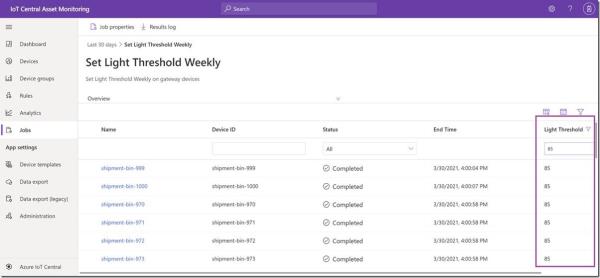 IoT Central Asset Monitoring
Search
Job properties
Results log
Dashboard
Devices
Device groups
Rules
Analytics
Jobs
App settings
Device templates
Data export
Data export (legacy)
Administration
Azure IoT Central
Last 30 days > Set Light Threshold Weekly
Set Light Threshold Weekly
Set Light Threshold Weekly on gateway devices
Overview
Name Device ID Status End Time Light Threshold
All 85
shipment-bin-999 shipment-bin-999 Completed 3/30/2021, 4:00:04 PM 85
shipment-bin-1000 shipment-bin-1000 Completed 3/30/2021, 4:00:07 PM 85
shipment-bin-970 shipment-bin-970 Completed 3/30/2021, 4:00:58 PM 85
shipment-bin-971 shipment-bin-971 Completed 3/30/2021, 4:00:58 PM 85
shipment-bin-972 shipment-bin-972 Completed 3/30/2021, 4:00:58 PM 85
shipment-bin-973 shipment-bin-973 Completed 3/30/2021, 4:00:58 PM 85